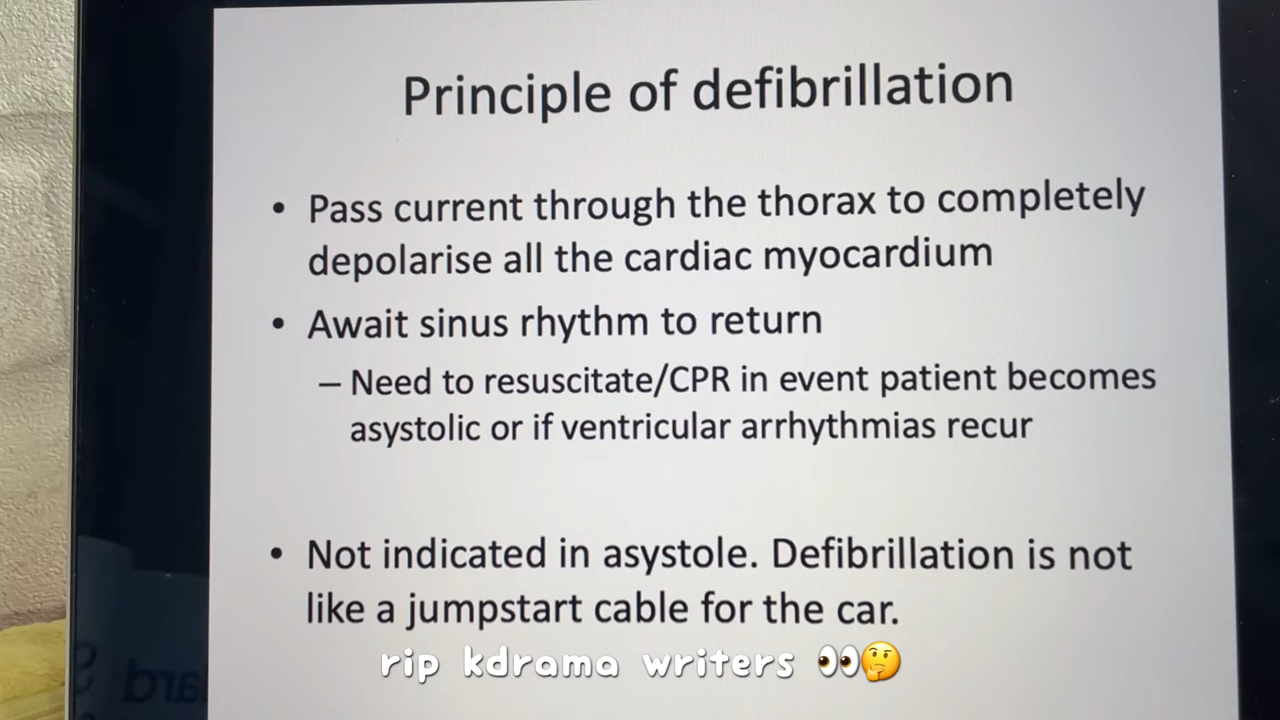 Principle of defibrillation
• Pass current through the thorax to completely
depolarise all the cardiac myocardium
• Await sinus rhythm to return
– Need to resuscitate/CPR in event patient becomes
asystolic or if ventricular arrhythmias recur
• Not indicated in asystole. Defibrillation is not
like a jumpstart cable for the car.
rip kdrama writers 👀🤔